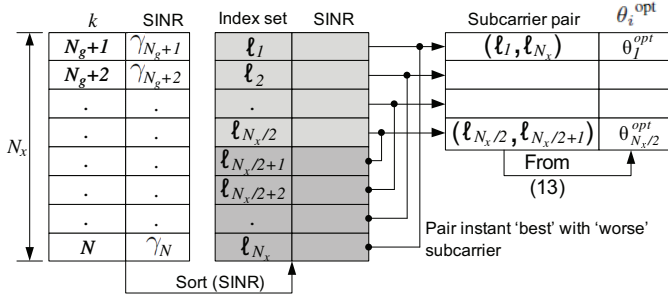 k SINR Index set SINR Subcarrier pair θᵢ^opt
N_g+1 γ_{N_g+1} ℓ_1 (ℓ_1, ℓ_{N_x}) θ_1^{opt}
N_g+2 γ_{N_g+2} ℓ_2
. . .
. . ℓ_{N_x/2} (ℓ_{N_x/2}, ℓ_{N_x/2+1}) θ_{N_x/2}^{opt}
N_x
. . ℓ_{N_x/2+1} From
. . ℓ_{N_x/2+2} (13)
. . .
N γ_N ℓ_{N_x}
Pair instant ‘best’ with ‘worse’
subcarrier
Sort (SINR)